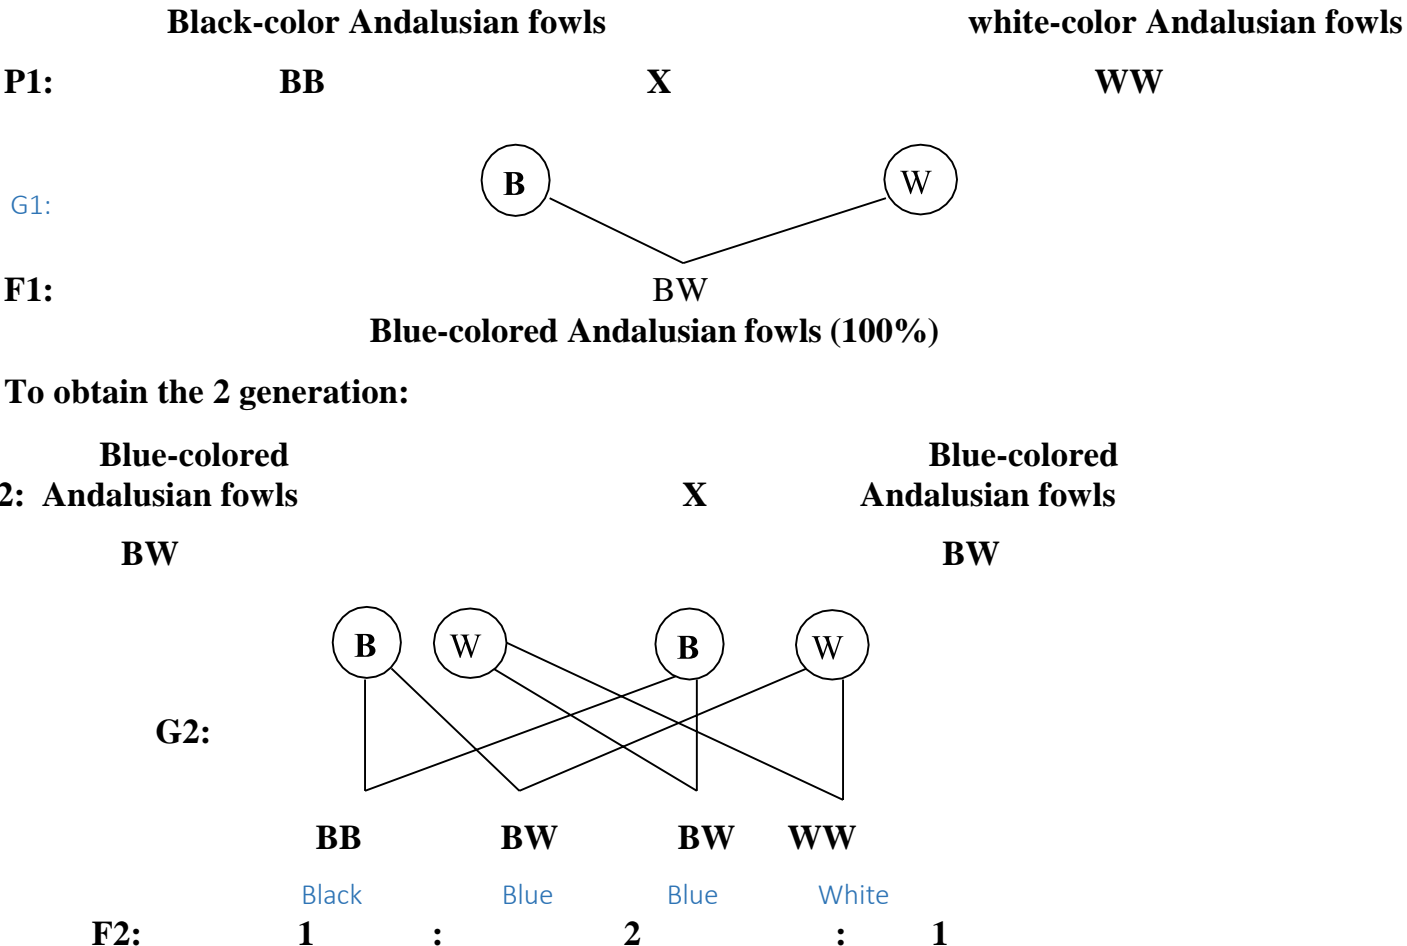 Black-color Andalusian fowls white-color Andalusian fowls
P1: BB X WW
B W
G1:
F1: BW
Blue-colored Andalusian fowls (100%)
To obtain the 2 generation:
Blue-colored Blue-colored
2: Andalusian fowls X Andalusian fowls
BW BW
B W B W
G2:
BB BW BW WW
Black Blue Blue White
F2: 1 : 2 : 1